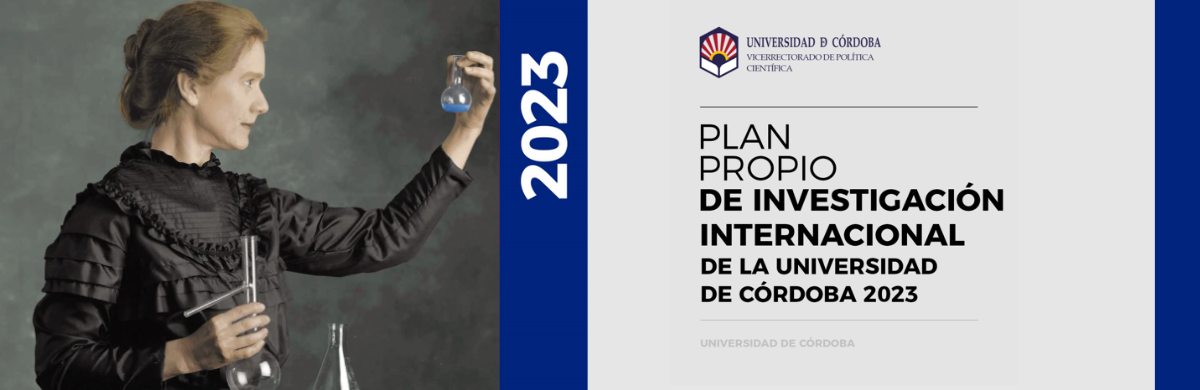 2023
UNIVERSIDAD Ð CÓRDOBA
VICERRECTORADO DE POLÍTICA
CIENTÍFICA
PLAN
PROPIO
DE INVESTIGACIÓN
INTERNACIONAL
DE LA UNIVERSIDAD
DE CÓRDOBA 2023
UNIVERSIDAD DE CÓRDOBA